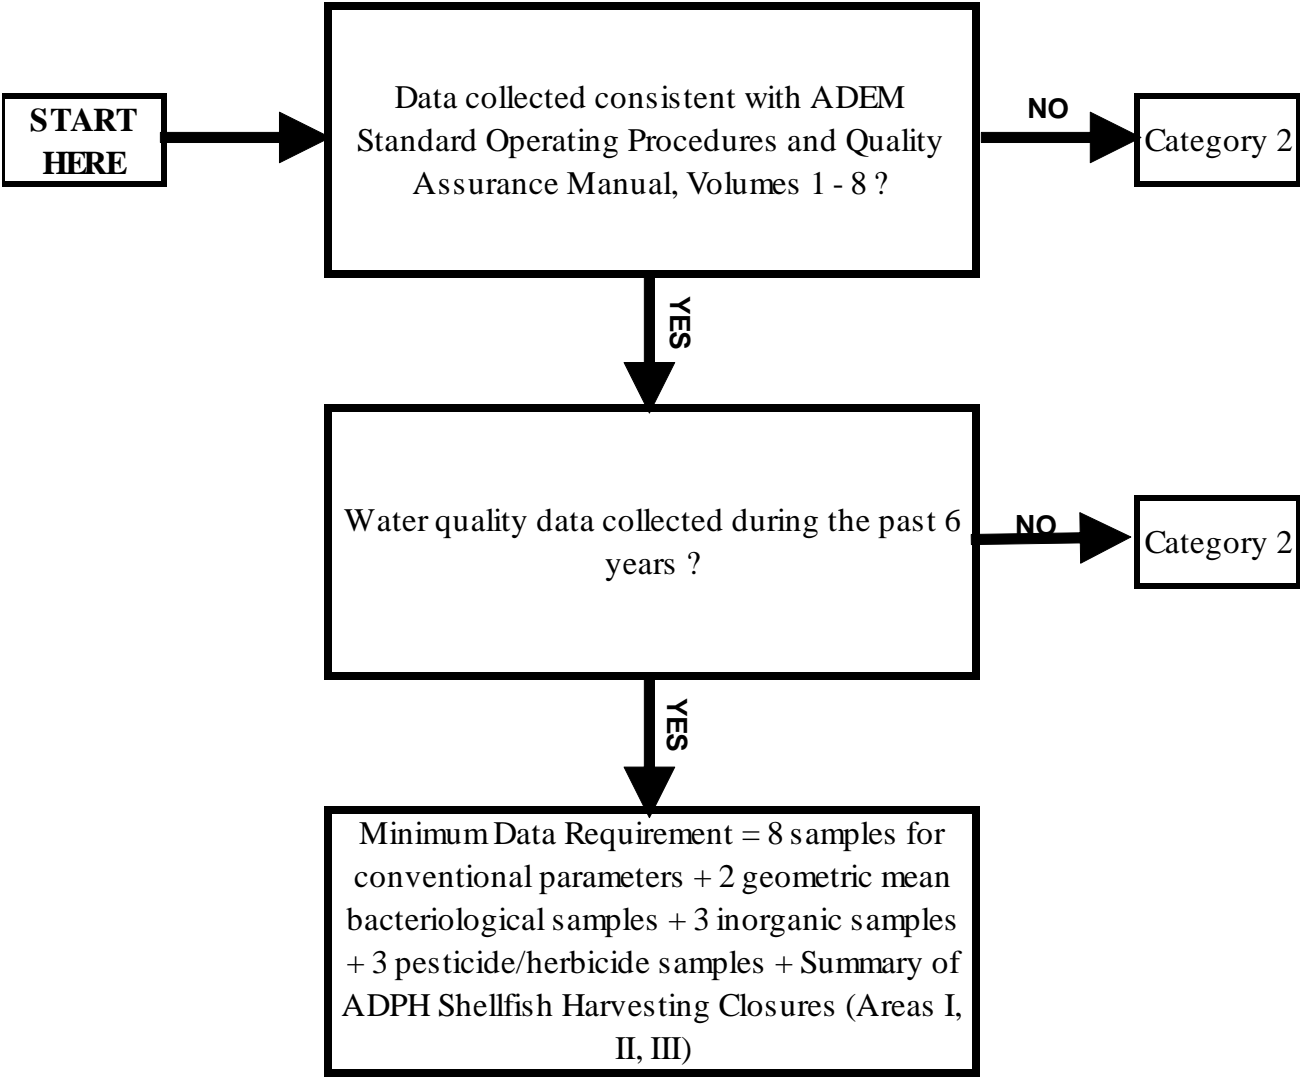 START
HERE
Data collected consistent with ADEM
Standard Operating Procedures and Quality
Assurance Manual, Volumes 1 - 8 ?
NO
Category 2
YES
Water quality data collected during the past 6
years ?
NO
Category 2
YES
Minimum Data Requirement = 8 samples for
conventional parameters + 2 geometric mean
bacteriological samples + 3 inorganic samples
+ 3 pesticide/herbicide samples + Summary of
ADPH Shellfish Harvesting Closures (Areas I,
II, III)